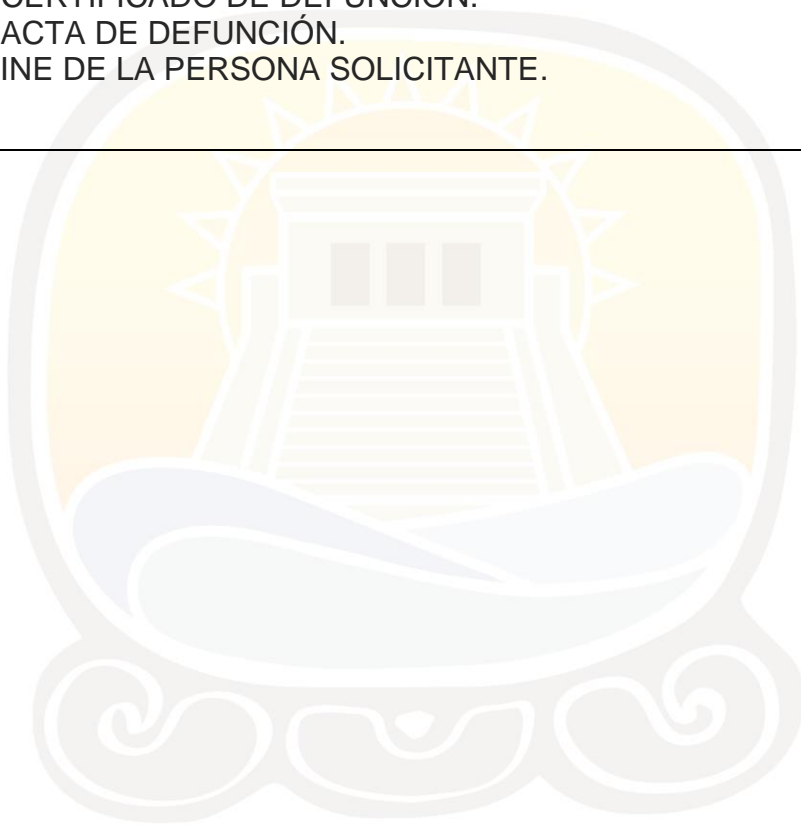 CERTIFICADO DE DEFUNCIÓN.
ACTA DE DEFUNCIÓN.
INE DE LA PERSONA SOLICITANTE.